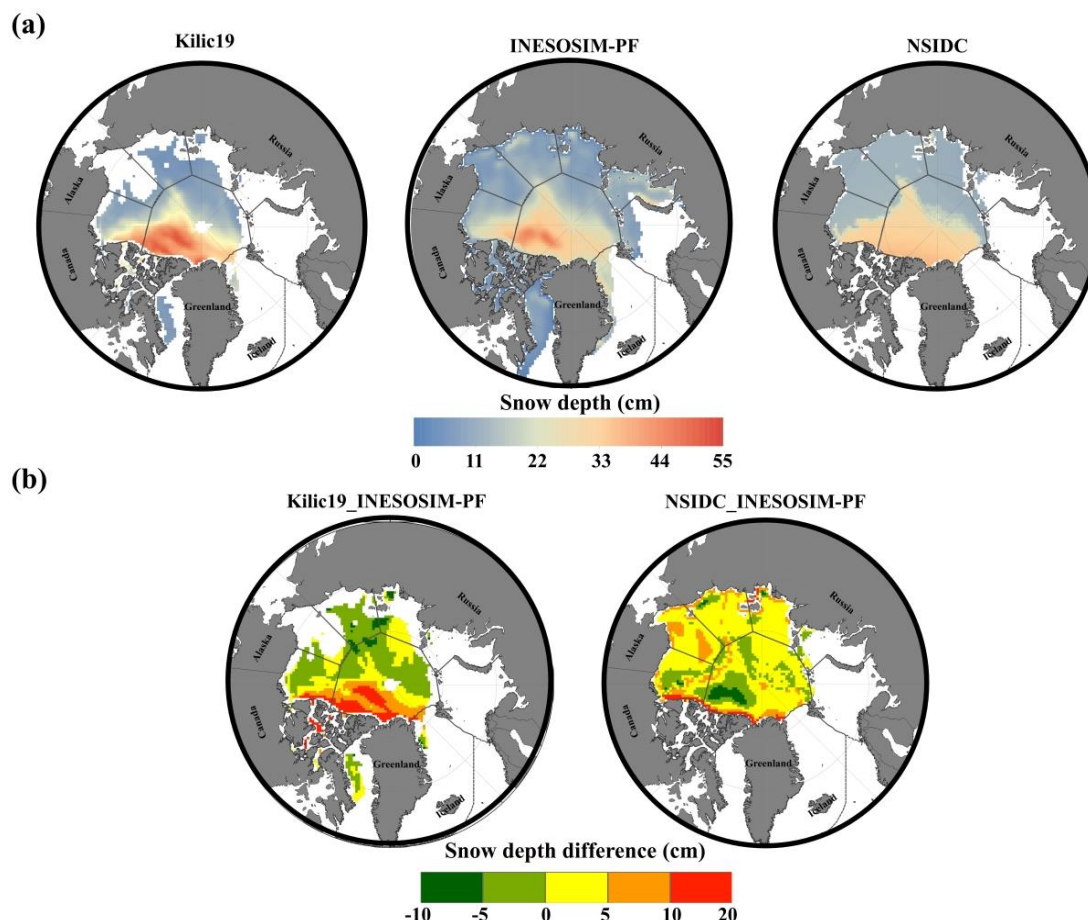 (a)
Kilic19 INESOSIM-PF NSIDC
Russia Russia Russia
Alaska Alaska Alaska
Canada Canada Canada
Greenland Greenland Greenland
Iceland Iceland Iceland
Snow depth (cm)
0 11 22 33 44 55
(b)
Kilic19_INESOSIM-PF NSIDC_INESOSIM-PF
Russia Russia
Alaska Alaska
Canada Canada
Greenland Greenland
Iceland Iceland
Snow depth difference (cm)
-10 -5 0 5 10 20